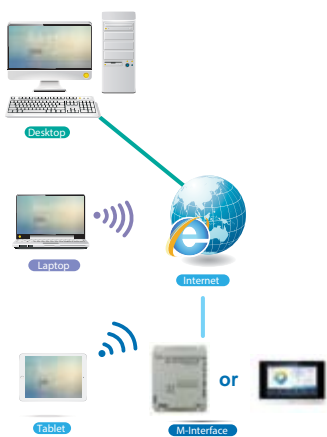 Desktop
Laptop
Internet
or
Tablet
M-Interface